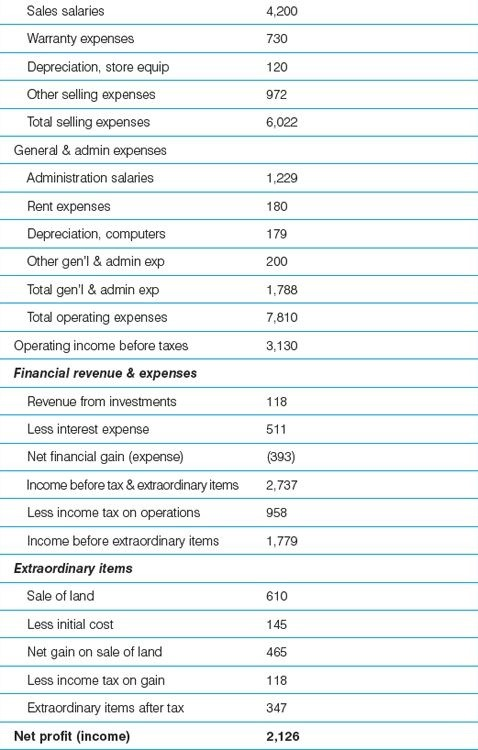 Sales salaries 4,200
Warranty expenses 730
Depreciation, store equip 120
Other selling expenses 972
Total selling expenses 6,022
General & admin expenses
Administration salaries 1,229
Rent expenses 180
Depreciation, computers 179
Other gen'l & admin exp 200
Total gen'l & admin exp 1,788
Total operating expenses 7,810
Operating income before taxes 3,130
Financial revenue & expenses
Revenue from investments 118
Less interest expense 511
Net financial gain (expense) (393)
Income before tax & extraordinary items 2,737
Less income tax on operations 958
Income before extraordinary items 1,779
Extraordinary items
Sale of land 610
Less initial cost 145
Net gain on sale of land 465
Less income tax on gain 118
Extraordinary items after tax 347
Net profit (income) 2,126